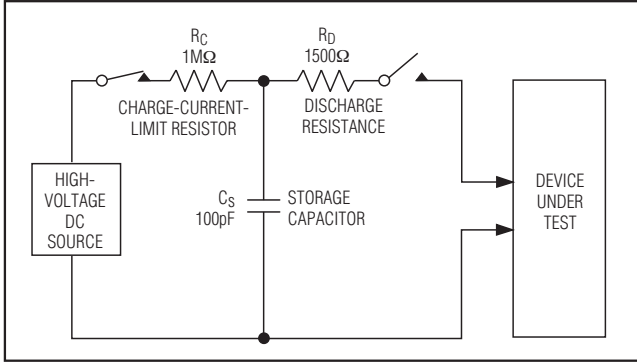 R_C
1MΩ
CHARGE-CURRENT-
LIMIT RESISTOR
R_D
1500Ω
DISCHARGE
RESISTANCE
HIGH-
VOLTAGE
DC
SOURCE
C_S
100pF
STORAGE
CAPACITOR
DEVICE
UNDER
TEST